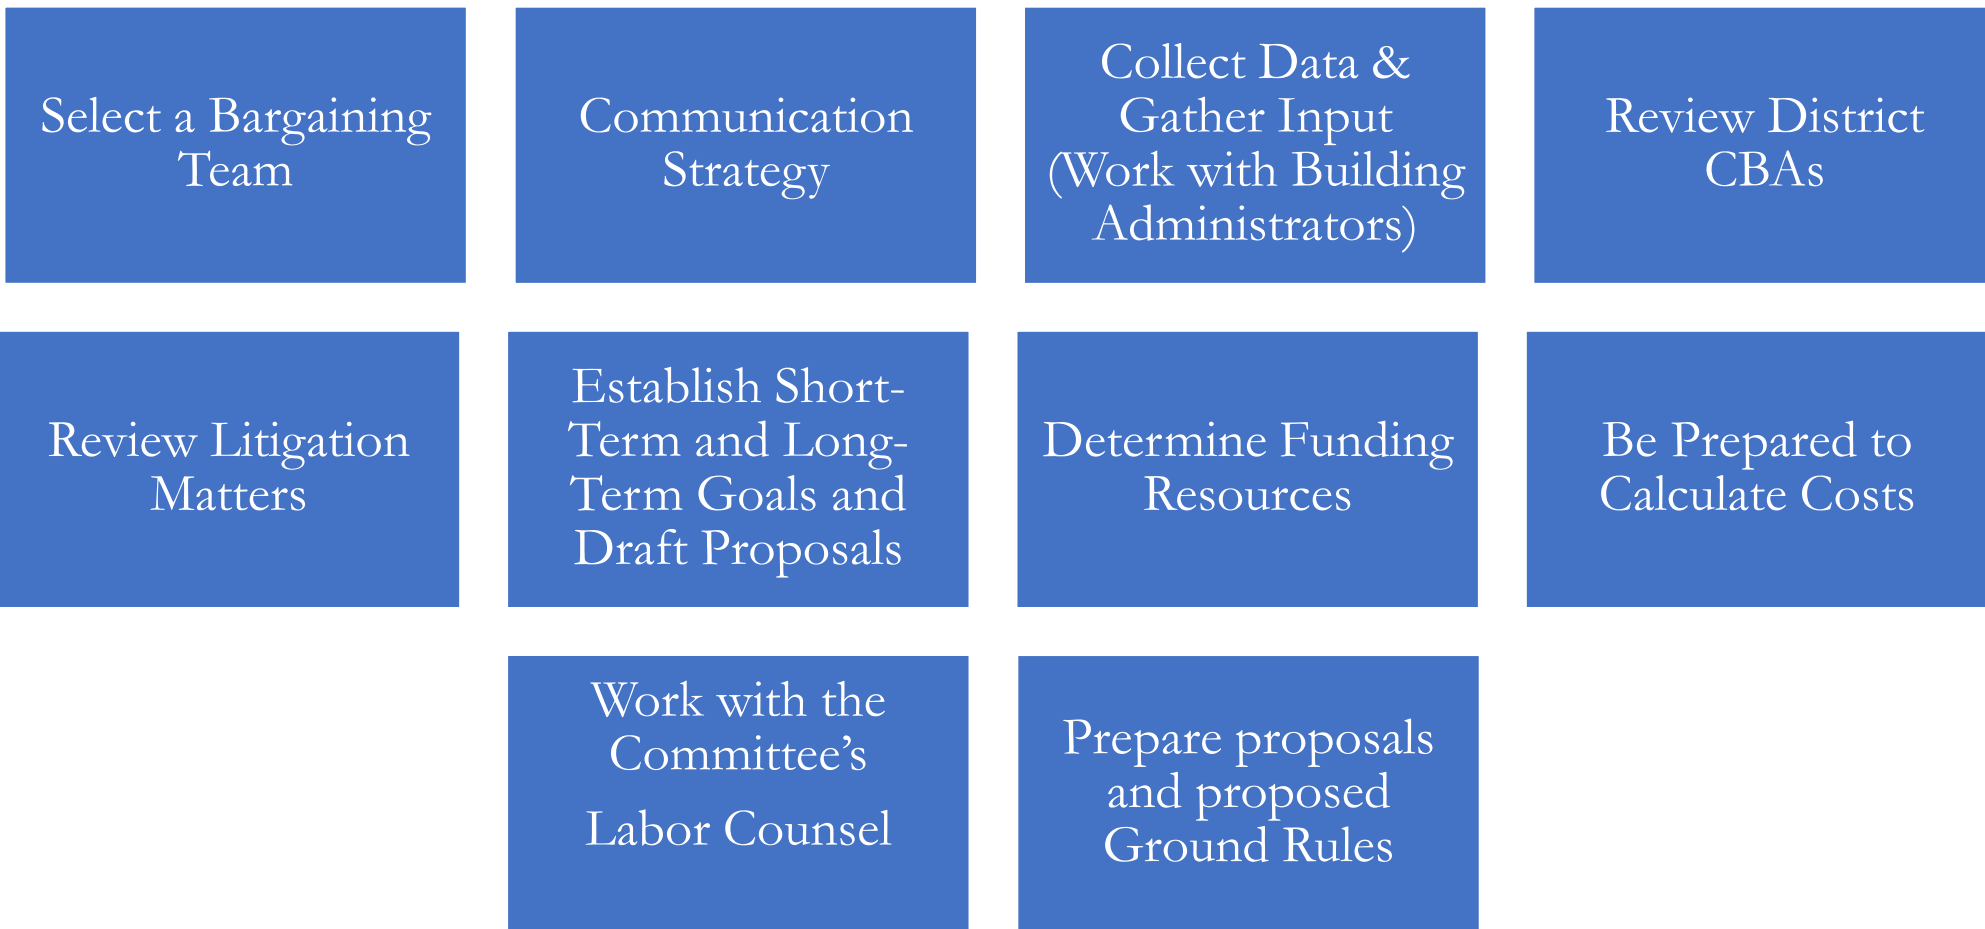 Select a Bargaining
Team
Communication
Strategy
Collect Data &
Gather Input
(Work with Building
Administrators)
Review District
CBAs
Review Litigation
Matters
Establish Short-
Term and Long-
Term Goals and
Draft Proposals
Determine Funding
Resources
Be Prepared to
Calculate Costs
Work with the
Committee’s
Labor Counsel
Prepare proposals
and proposed
Ground Rules